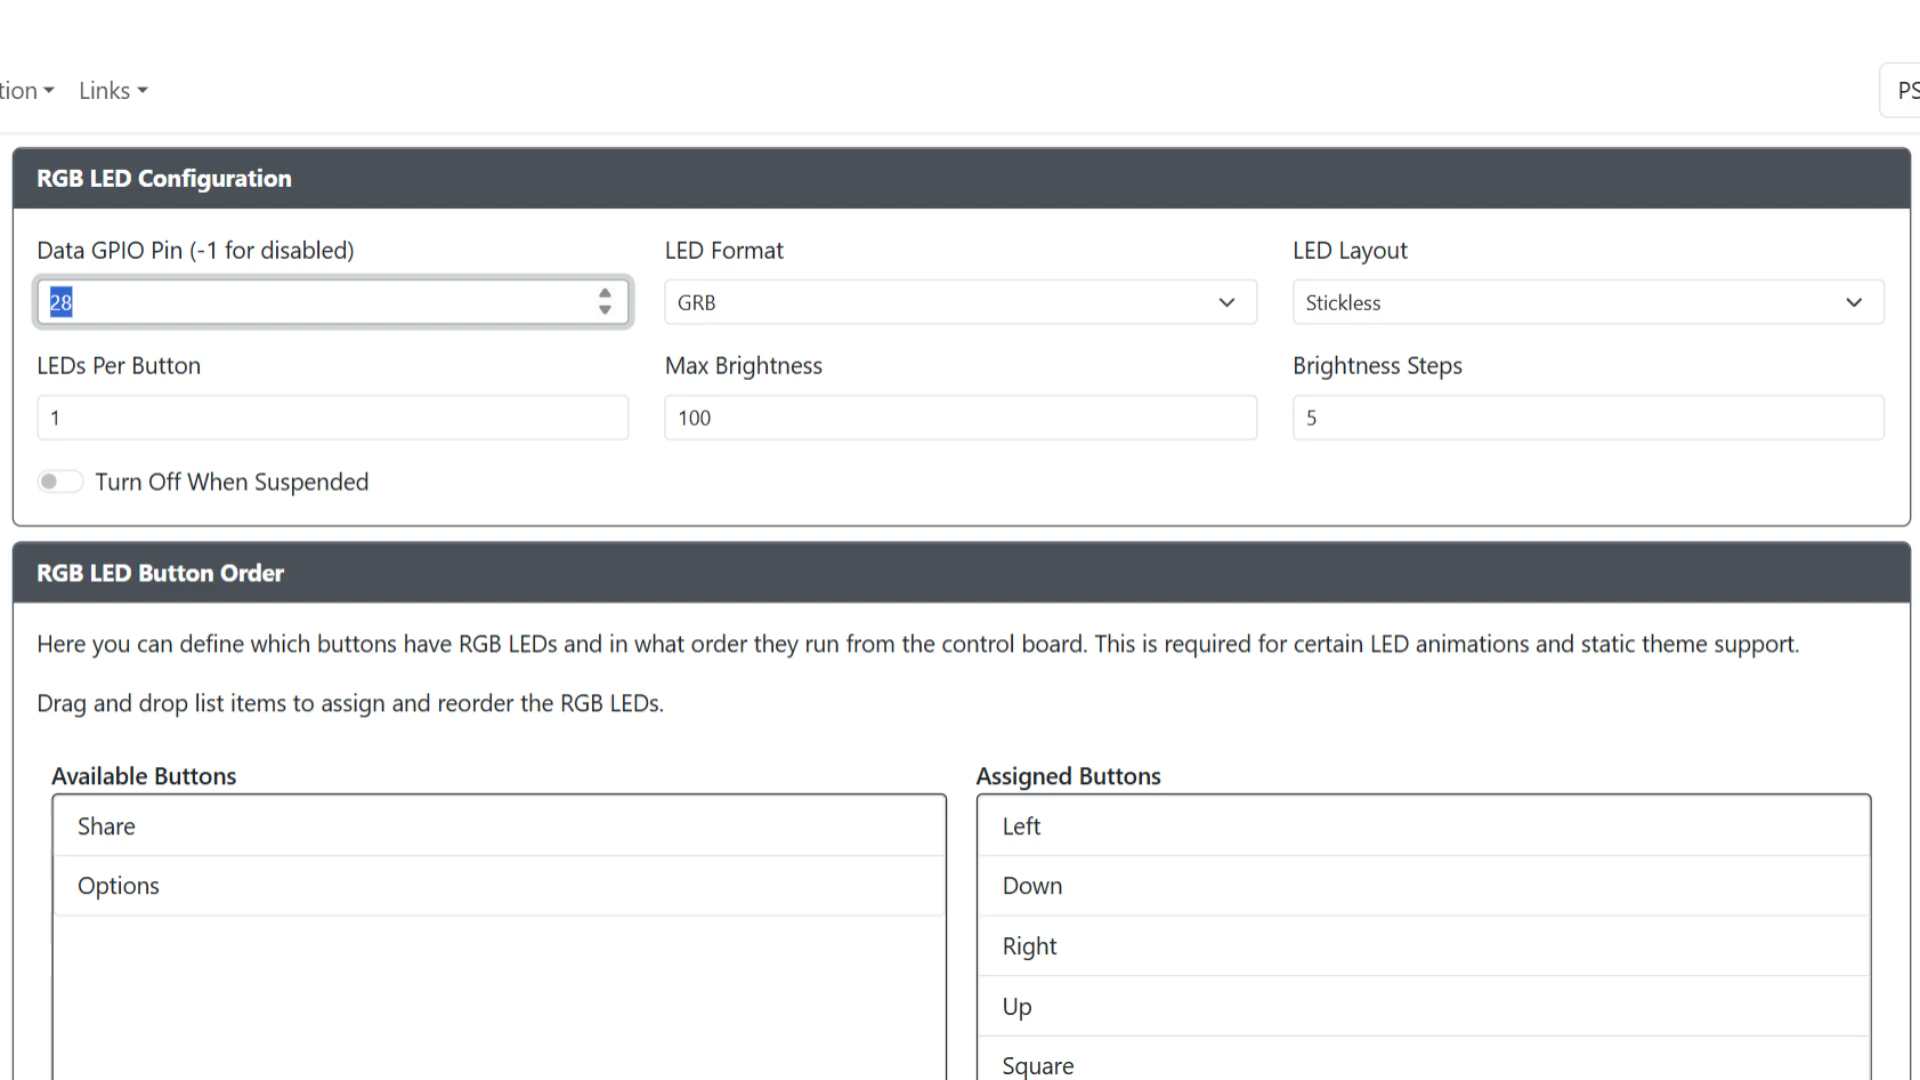 tion Links PS
RGB LED Configuration
Data GPIO Pin (-1 for disabled) LED Format LED Layout
28 GRB Stickless
LEDs Per Button Max Brightness Brightness Steps
1 100 5
Turn Off When Suspended
RGB LED Button Order
Here you can define which buttons have RGB LEDs and in what order they run from the control board. This is required for certain LED animations and static theme support.
Drag and drop list items to assign and reorder the RGB LEDs.
Available Buttons
Share
Options
Assigned Buttons
Left
Down
Right
Up
Square